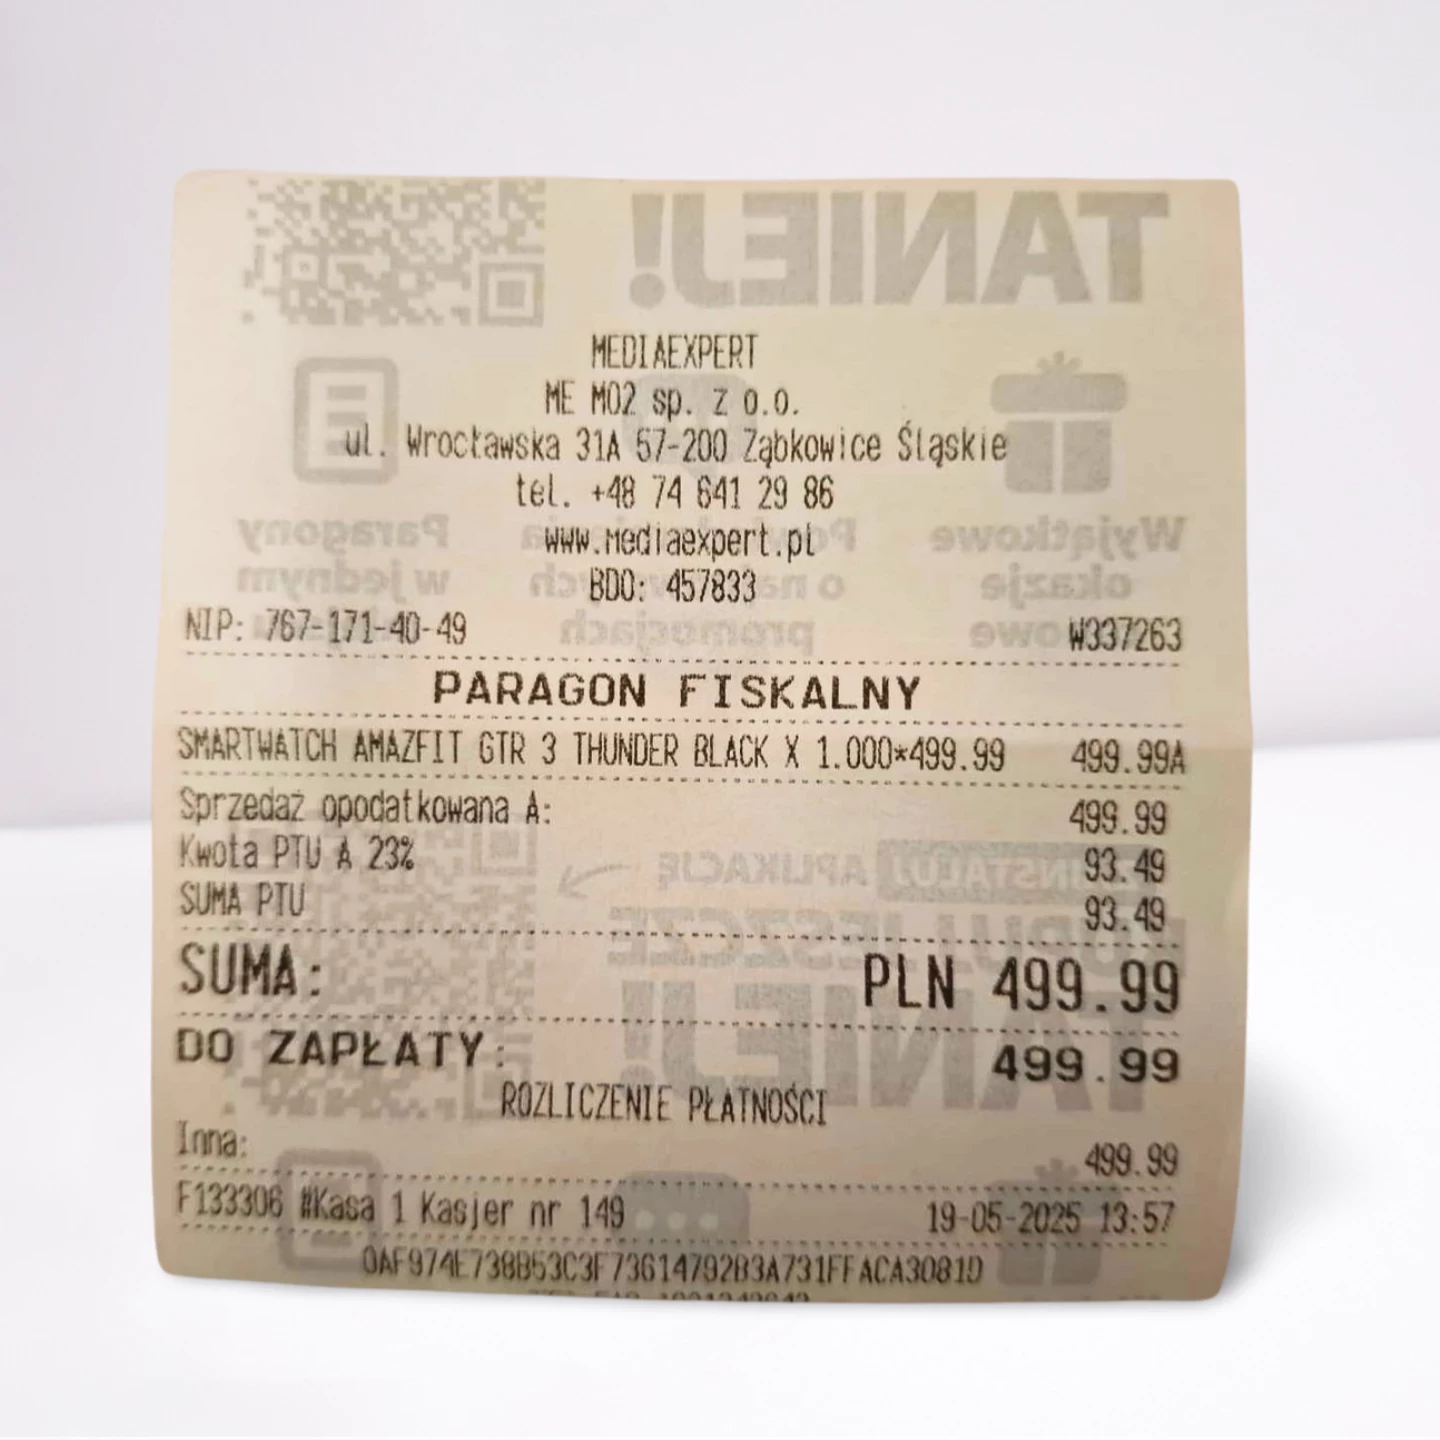 TANIEJ!
MEDIAEXPERT
ME M02 sp. z o.o.
ul. Wrocławska 31A 57-200 Ząbkowice Śląskie
tel. +48 74 641 29 86
www.mediaexpert.pl
BDO: 457833
NIP: 767-171-40-49 W337263
Wyjątkowe okazje
promocjach
Paragony w jednym
PARAGON FISKALNY
SMARTWATCH AMAZFIT GTR 3 THUNDER BLACK X 1.000*499.99 499.99A
Sprzedaż opodatkowana A: 499.99
Kwota PTU A 23% 93.49
SUMA PTU 93.49
APLIKACJĘ
JESZCZE
TANIEJ!
SUMA: PLN 499.99
DO ZAPŁATY: 499.99
ROZLICZENIE PŁATNOŚCI
Inna: 499.99
F133306 #Kasa 1 Kasjer nr 149 19-05-2025 13:57